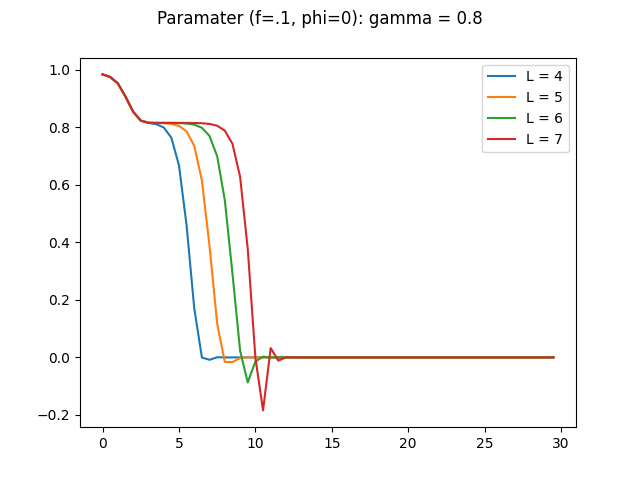 Paramater (f=.1, phi=0): gamma = 0.8
1.0
0.8
0.6
0.4
0.2
0.0
−0.2
L = 4
L = 5
L = 6
L = 7
0 5 10 15 20 25 30